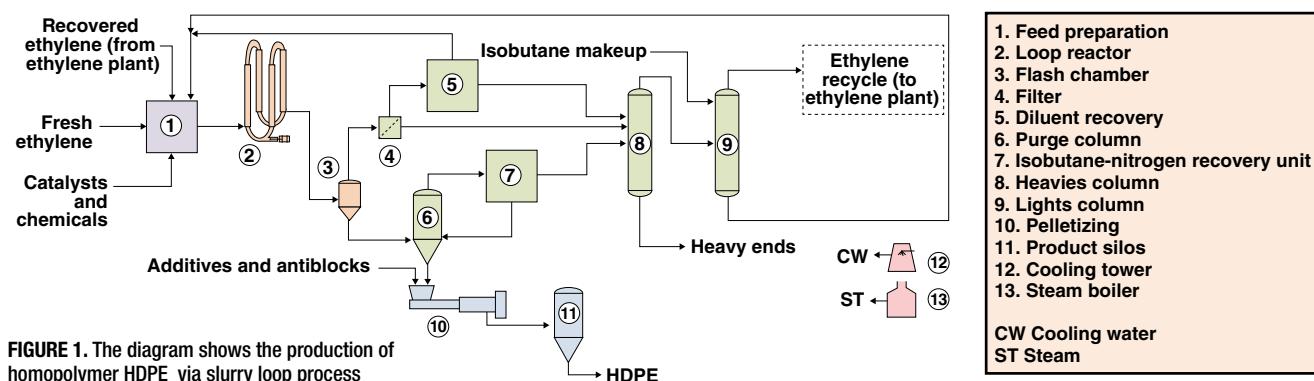 Recovered
ethylene (from
ethylene plant)
Fresh
ethylene
Catalysts
and
chemicals
1
2
3
4
5
6
7
8
9
10
11
12
13
Isobutane makeup
Ethylene
recycle (to
ethylene plant)
Heavy ends
Additives and antiblocks
CW
ST
HDPE
FIGURE 1. The diagram shows the production of
homopolymer HDPE via slurry loop process
1. Feed preparation
2. Loop reactor
3. Flash chamber
4. Filter
5. Diluent recovery
6. Purge column
7. Isobutane-nitrogen recovery unit
8. Heavies column
9. Lights column
10. Pelletizing
11. Product silos
12. Cooling tower
13. Steam boiler
CW Cooling water
ST Steam